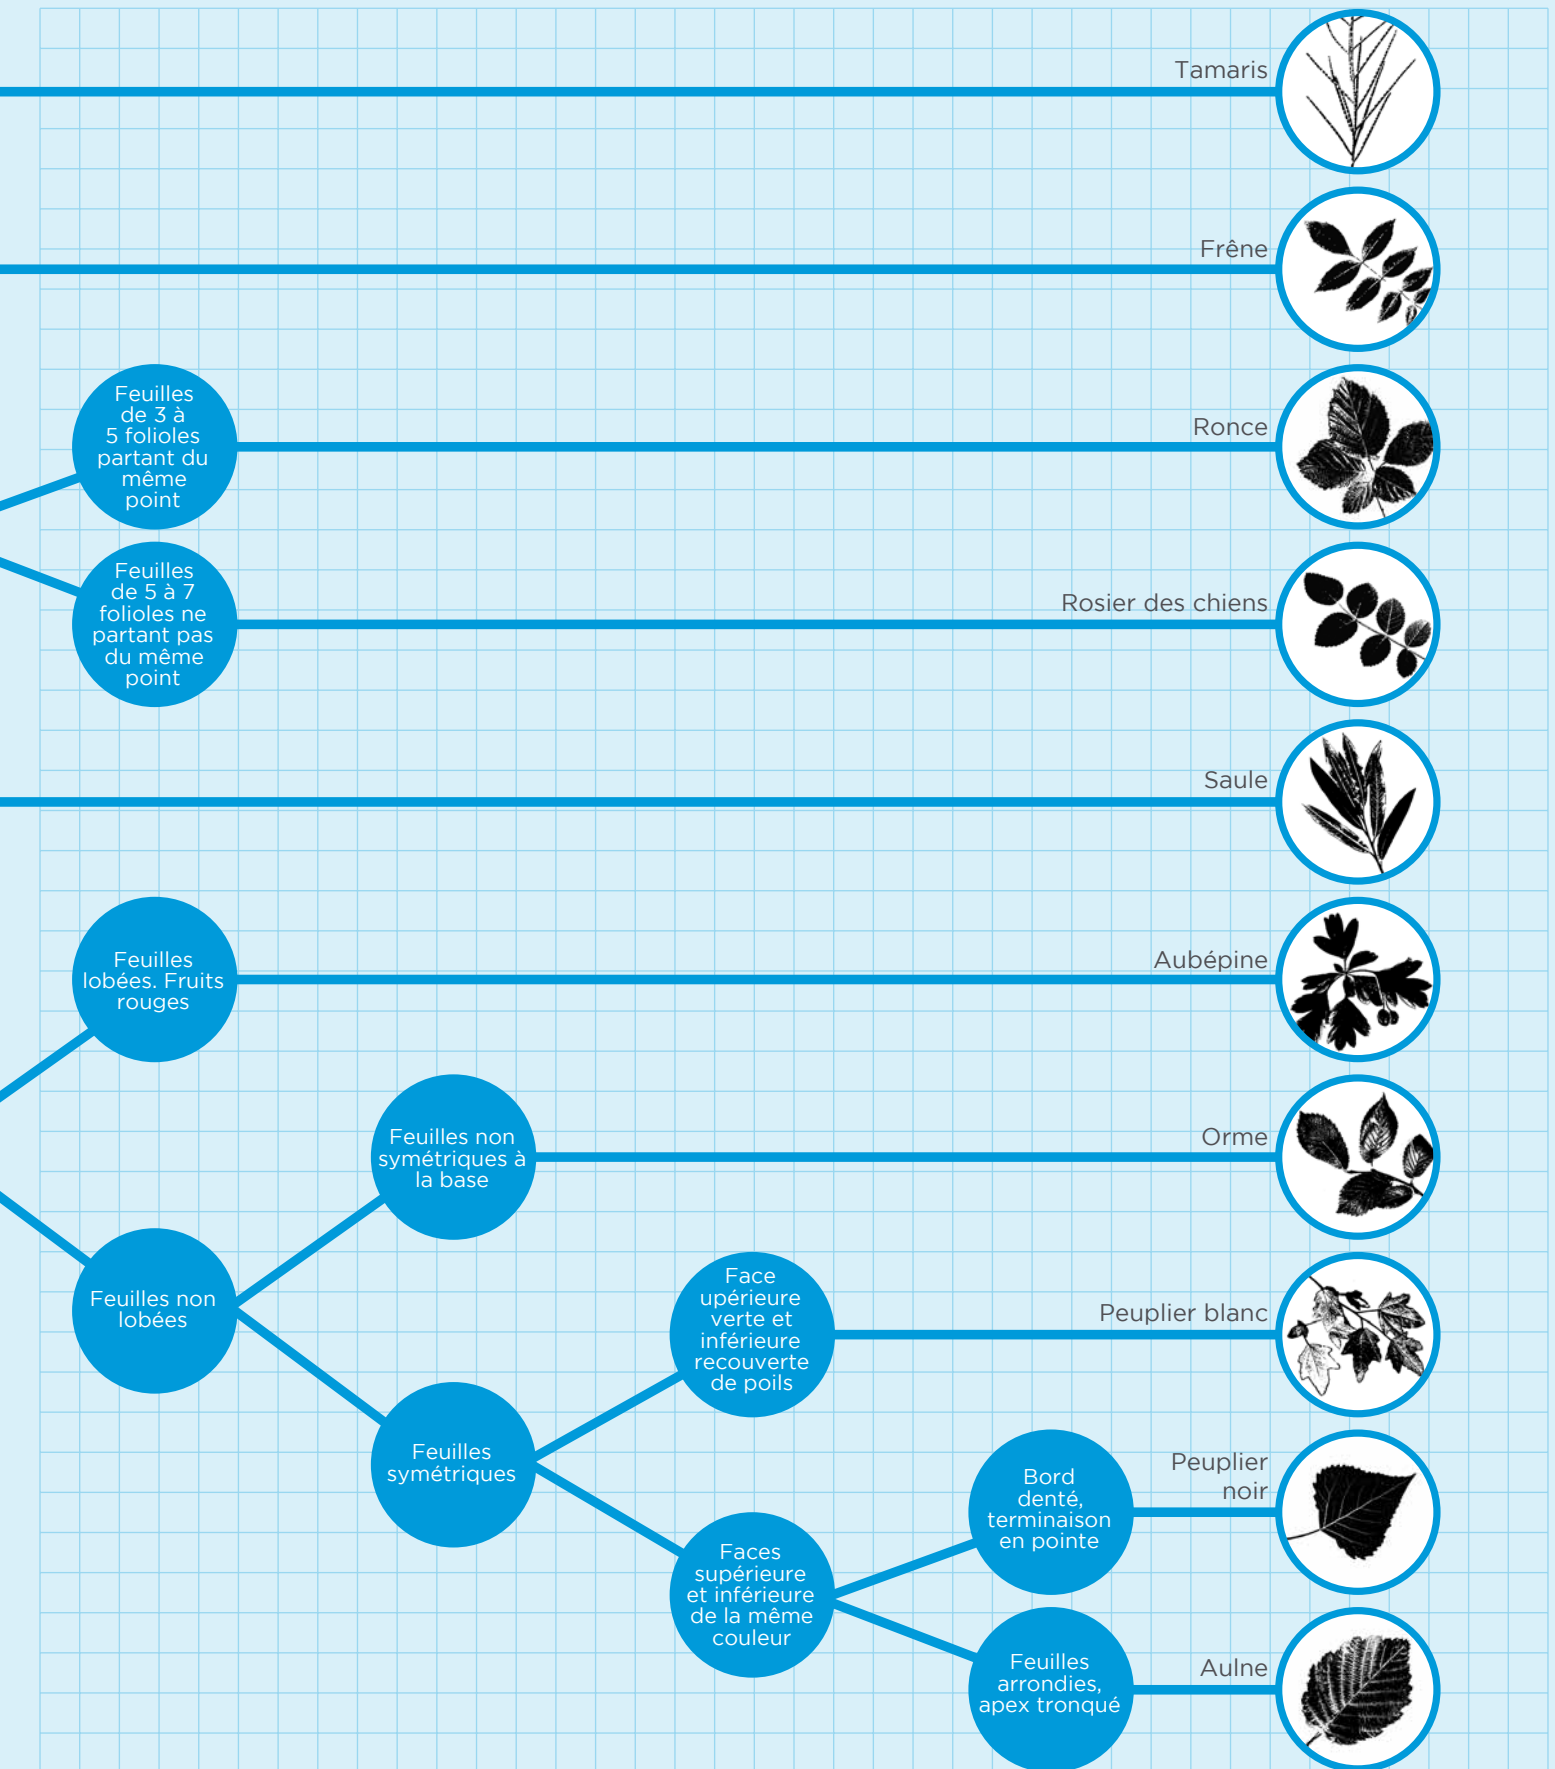 Tamaris
Frêne
Feuilles
de 3 à
5 folioles
partant du
même
point
Ronce
Feuilles
de 5 à 7
folioles ne
partant pas
du même
point
Rosier des chiens
Saule
Feuilles
lobées. Fruits
rouges
Aubépine
Feuilles non
symétriques à
la base
Orme
Feuilles non
lobées
Face
upérieure
verte et
inférieure
recouverte
de poils
Peuplier blanc
Feuilles
symétriques
Bord
denté,
terminaison
en pointe
Peuplier
noir
Faces
supérieure
et inférieure
de la même
couleur
Feuilles
arrondies,
apex tronqué
Aulne